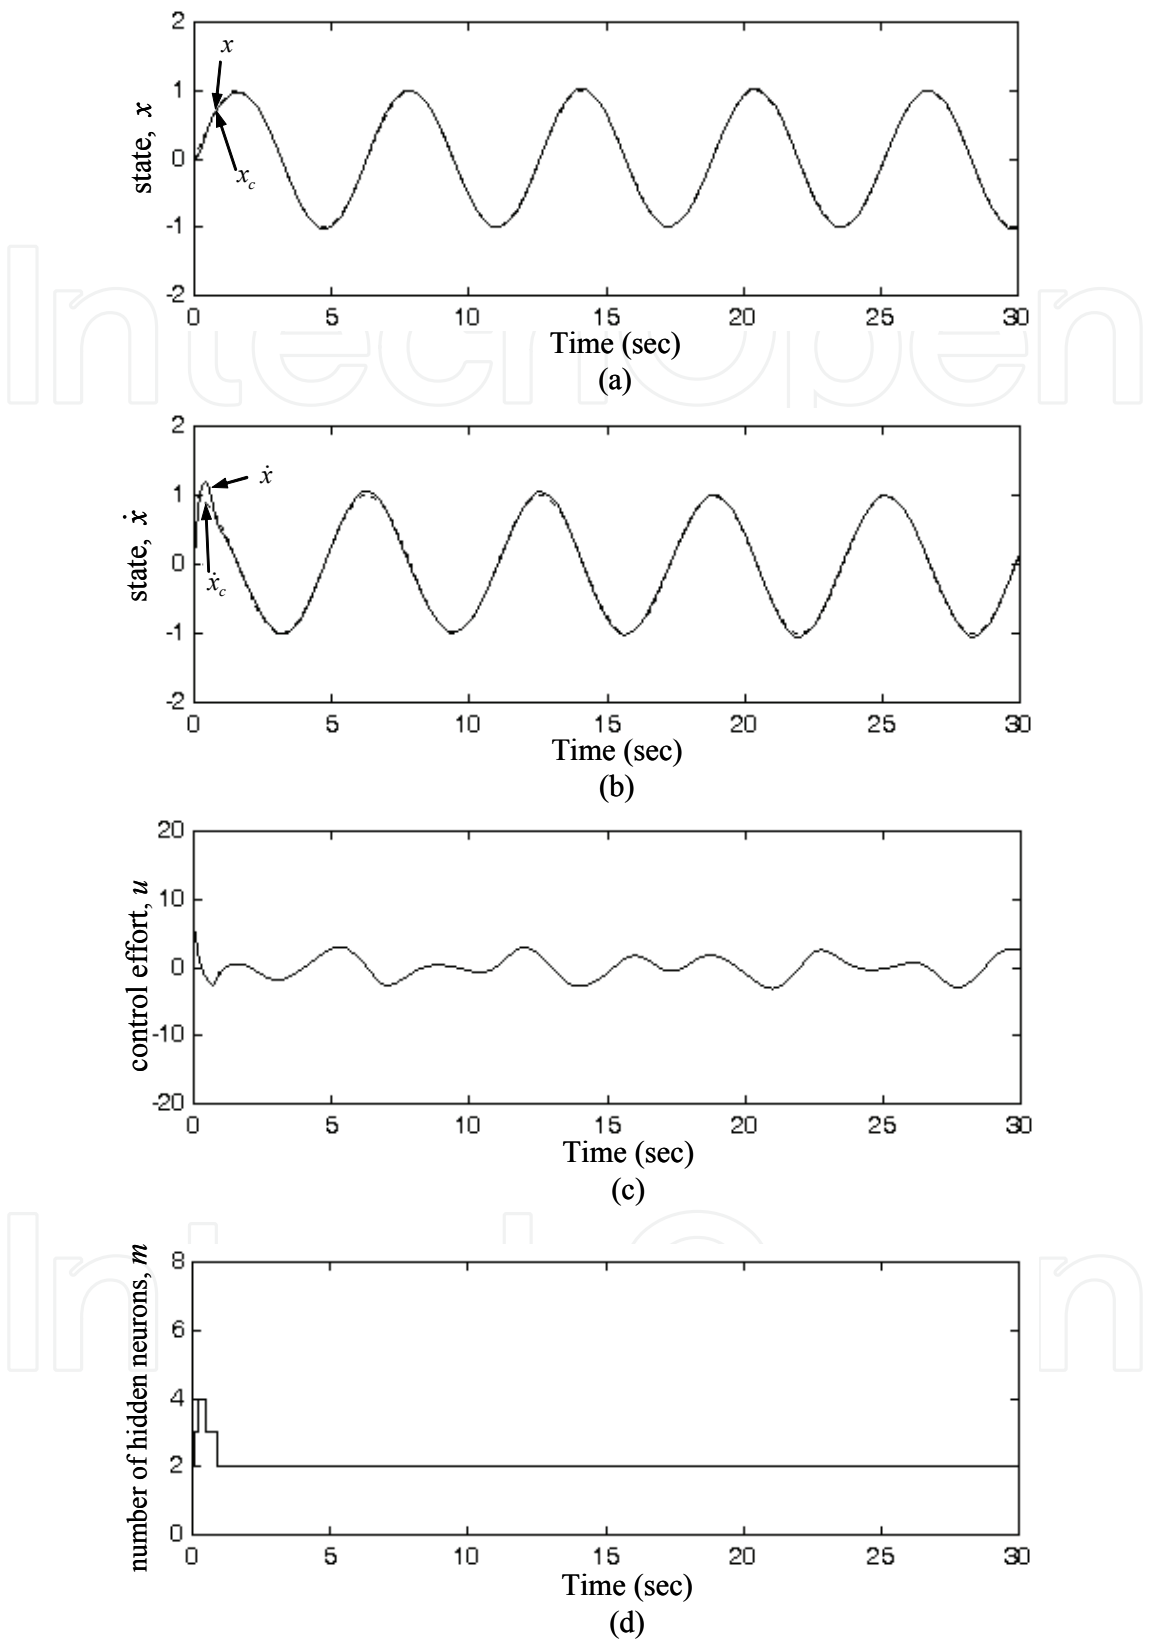 2
x
1
state, x
0
x_c
-1
-2
0 5 10 15 20 25 30
Time (sec)
(a)
2
ẋ
1
state, ẋ
0
ẋ_c
-1
-2
0 5 10 15 20 25 30
Time (sec)
(b)
20
10
control effort, u
0
-10
-20
0 5 10 15 20 25 30
Time (sec)
(c)
8
6
number of hidden neurons, m
4
2
0
0 5 10 15 20 25 30
Time (sec)
(d)
IntechOpen